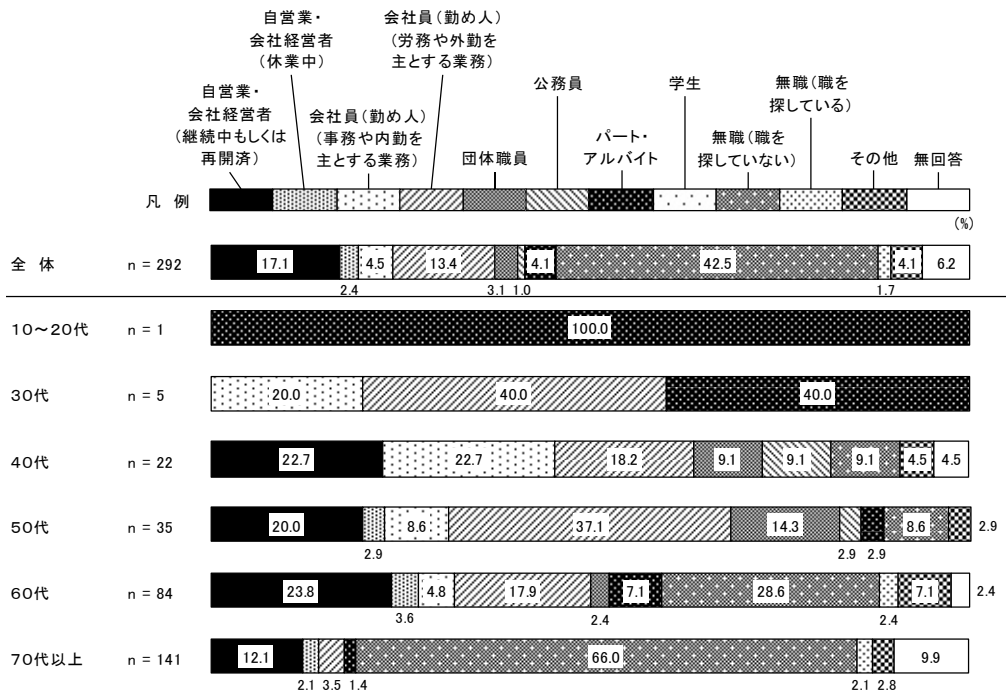 自営業・
会社経営者
（休業中）
会社員（勤め人）
（労務や外勤を
主とする業務）
自営業・
会社経営者
（継続中もしくは
再開済）
会社員（勤め人）
（事務や内勤を
主とする業務）
団体職員
公務員
パート・
アルバイト
学生
無職（職を
探していない）
無職（職を
探している）
その他
無回答
凡 例
(%)
全 体 n = 292 17.1 4.5 13.4 4.1 42.5 4.1 6.2
2.4 3.1 1.0 1.7
10～20代 n = 1 100.0
30代 n = 5 20.0 40.0 40.0
40代 n = 22 22.7 22.7 18.2 9.1 9.1 9.1 4.5 4.5
50代 n = 35 20.0 8.6 37.1 14.3 8.6 2.9
2.9 2.9 2.9
60代 n = 84 23.8 4.8 17.9 7.1 28.6 7.1 2.4
3.6 2.4 2.4
70代以上 n = 141 12.1 66.0 9.9
2.1 3.5 1.4 2.1 2.8